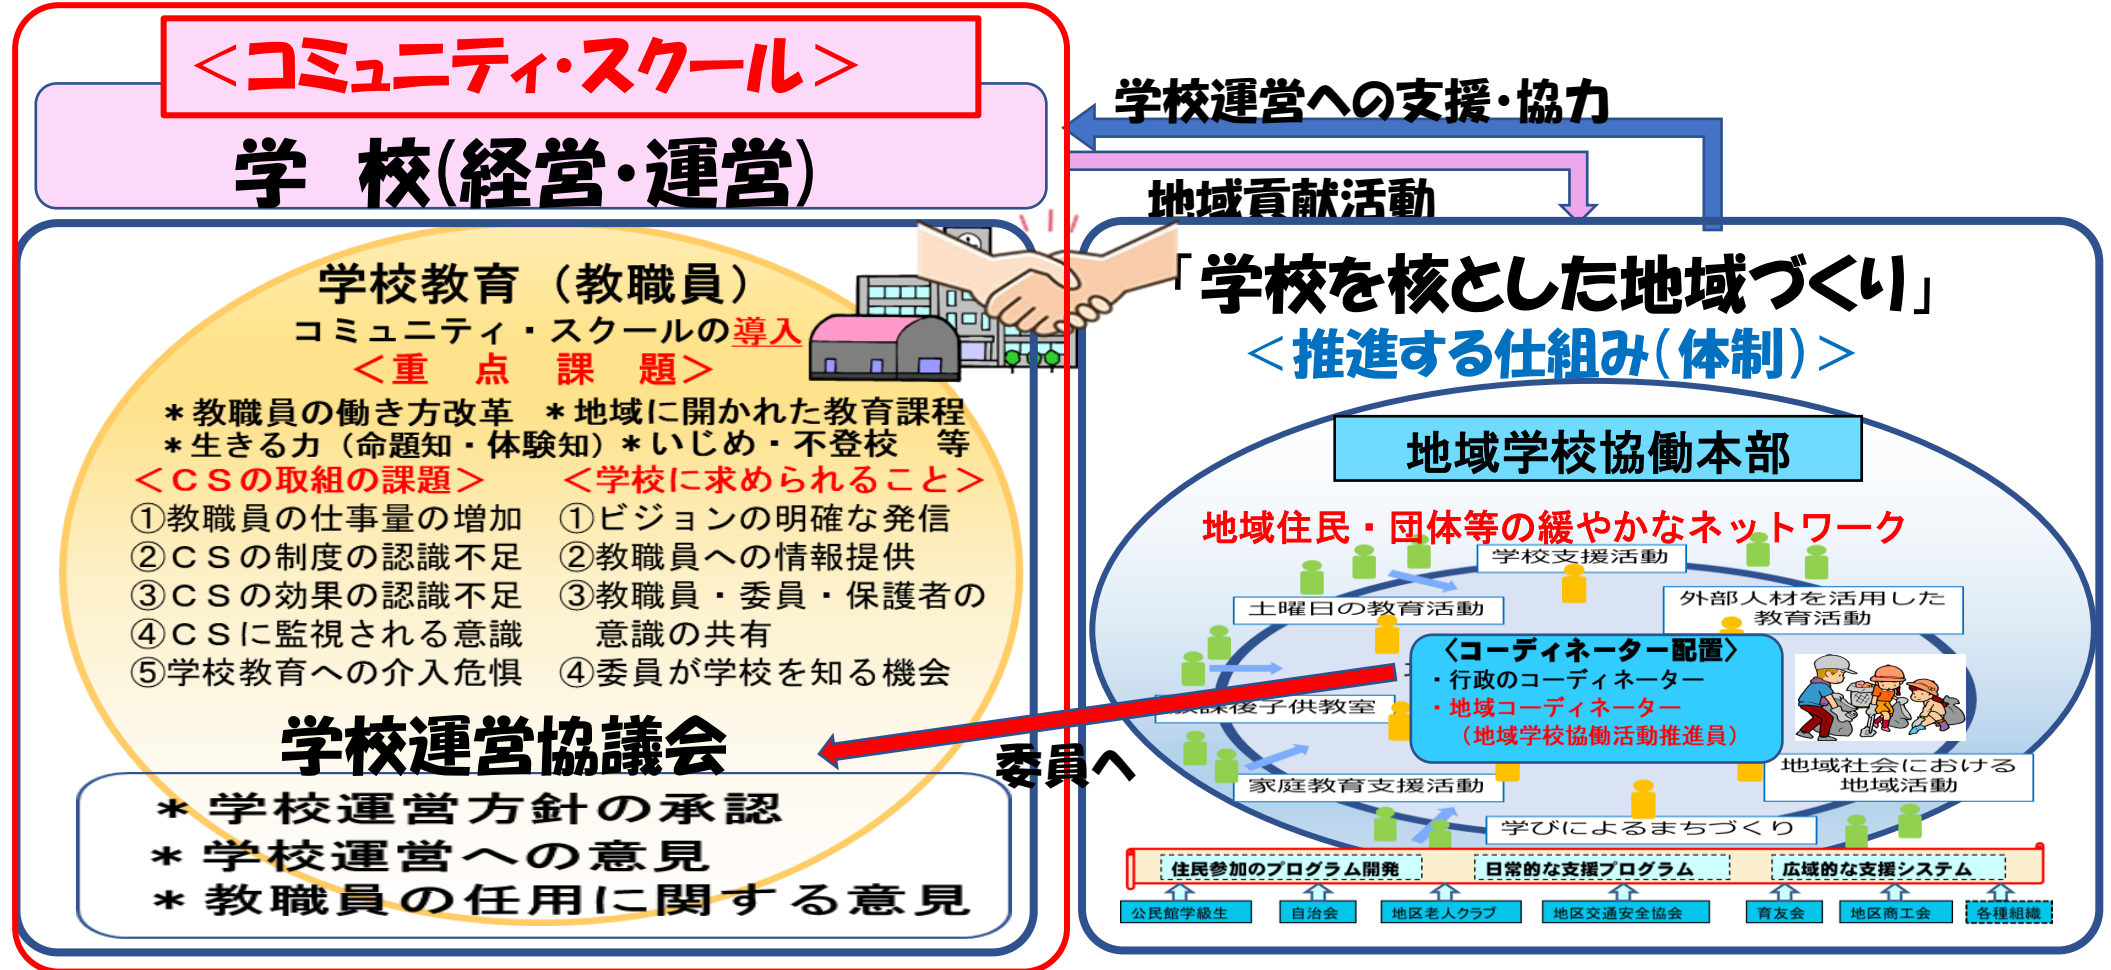 ＜コミュニティ・スクール＞
学　校(経営・運営)
学校運営への支援・協力
地域貢献活動
学校教育（教職員）
コミュニティ・スクールの導入
＜重　点　課　題＞
＊教職員の働き方改革　＊地域に開かれた教育課程
＊生きる力（命題知・体験知）＊いじめ・不登校　等
＜ＣＳの取組の課題＞
①教職員の仕事量の増加
②ＣＳの制度の認識不足
③ＣＳの効果の認識不足
④ＣＳに監視される意識
⑤学校教育への介入危惧
＜学校に求められること＞
①ビジョンの明確な発信
②教職員への情報提供
③教職員・委員・保護者の
意識の共有
④委員が学校を知る機会
学校運営協議会
＊学校運営方針の承認
＊学校運営への意見
＊教職員の任用に関する意見
委員へ
「学校を核とした地域づくり」
＜推進する仕組み(体制)＞
地域学校協働本部
地域住民・団体等の緩やかなネットワーク
学校支援活動
土曜日の教育活動
外部人材を活用した
教育活動
〈コーディネーター配置〉
・行政のコーディネーター
・地域コーディネーター
（地域学校協働活動推進員）
課後子供教室
家庭教育支援活動
地域社会における
地域活動
学びによるまちづくり
住民参加のプログラム開発
日常的な支援プログラム
広域的な支援システム
公民館学級生
自治会
地区老人クラブ
地区交通安全協会
育友会
地区商工会
各種組織